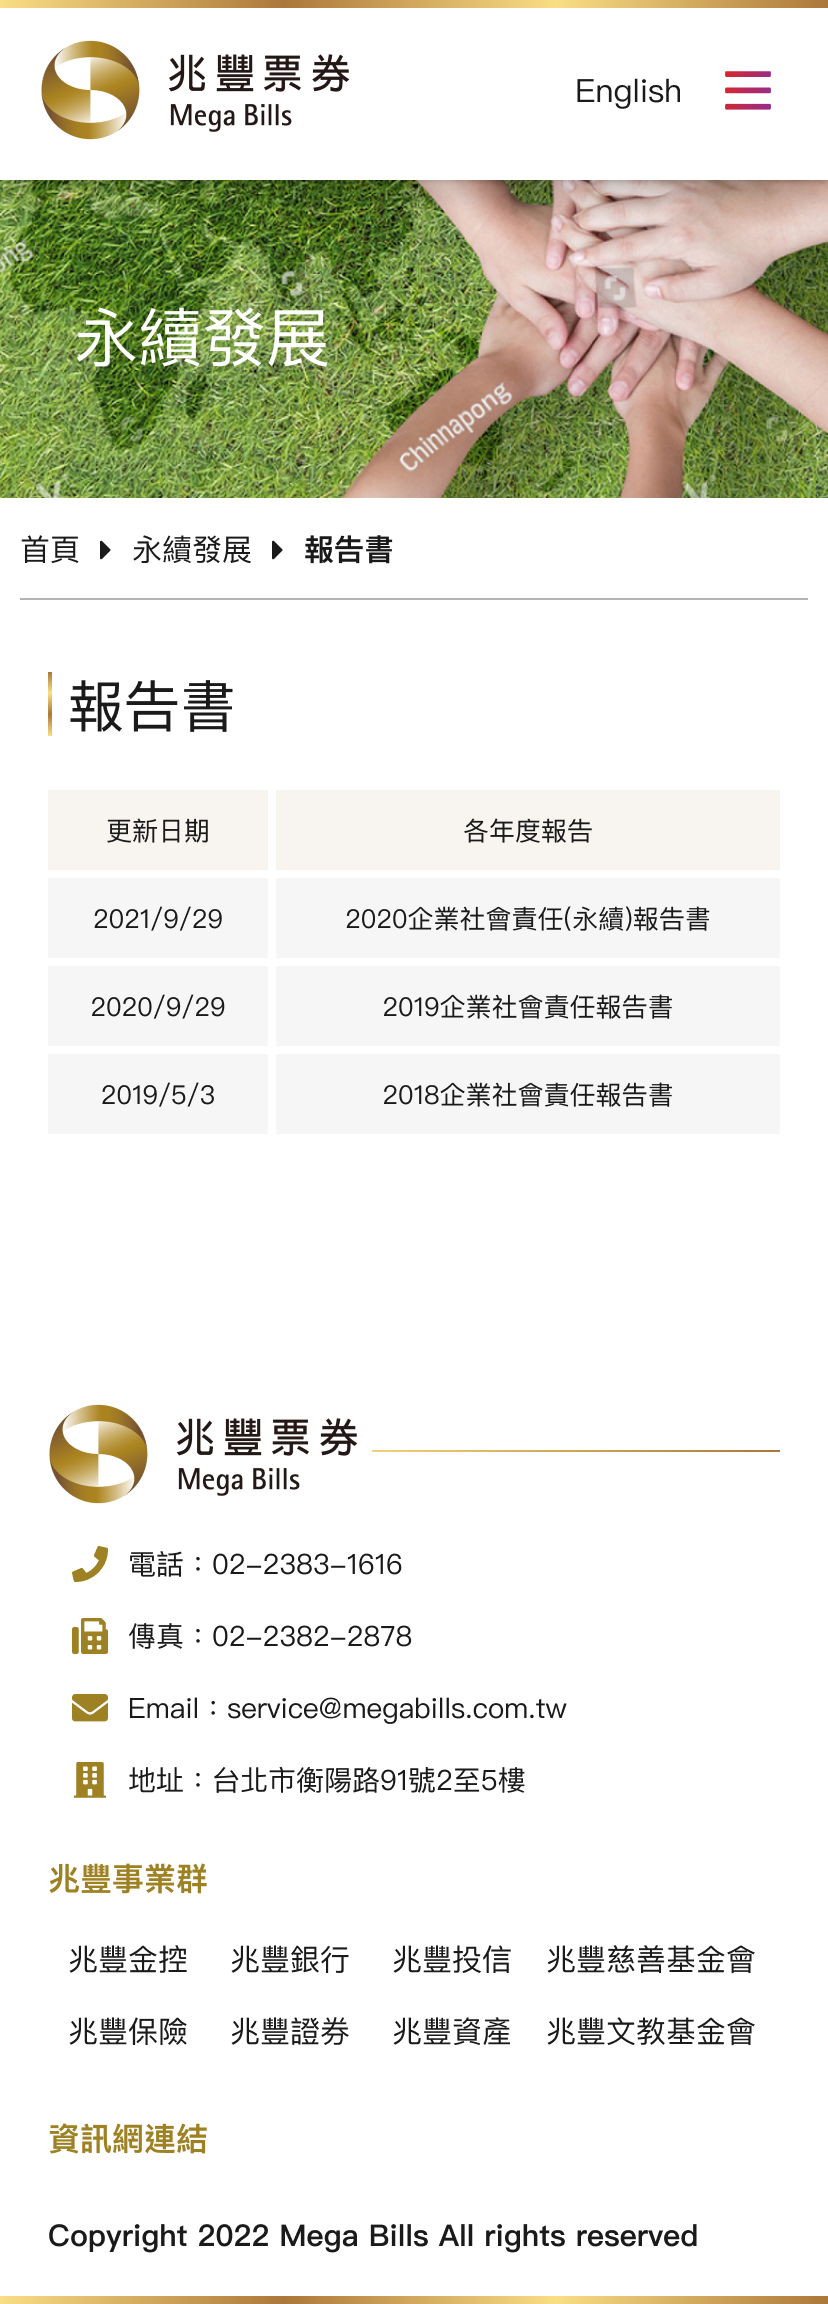 兆豐票券
Mega Bills
English
ong
永續發展
Chinnapong
首頁 永續發展 報告書
報告書
更新日期 各年度報告
2021/9/29 2020企業社會責任(永續)報告書
2020/9/29 2019企業社會責任報告書
2019/5/3 2018企業社會責任報告書
兆豐票券
Mega Bills
電話：02-2383-1616
傳真：02-2382-2878
Email：service@megabills.com.tw
地址：台北市衡陽路91號2至5樓
兆豐事業群
兆豐金控 兆豐銀行 兆豐投信 兆豐慈善基金會
兆豐保險 兆豐證券 兆豐資產 兆豐文教基金會
資訊網連結
Copyright 2022 Mega Bills All rights reserved